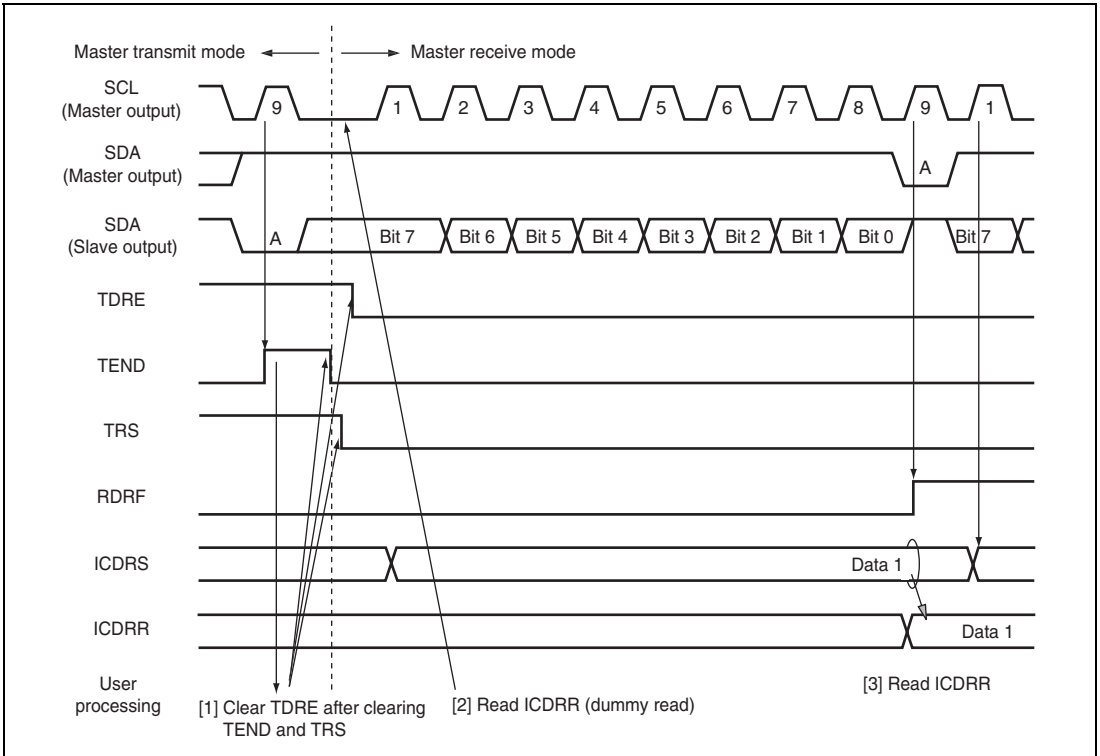 Master transmit mode Master receive mode
SCL
(Master output)
9 1 2 3 4 5 6 7 8 9 1
SDA
(Master output)
A
SDA
(Slave output)
A Bit 7 Bit 6 Bit 5 Bit 4 Bit 3 Bit 2 Bit 1 Bit 0 Bit 7
TDRE
TEND
TRS
RDRF
ICDRS
Data 1
ICDRR
Data 1
User
processing
[1] Clear TDRE after clearing
TEND and TRS
[2] Read ICDRR (dummy read)
[3] Read ICDRR